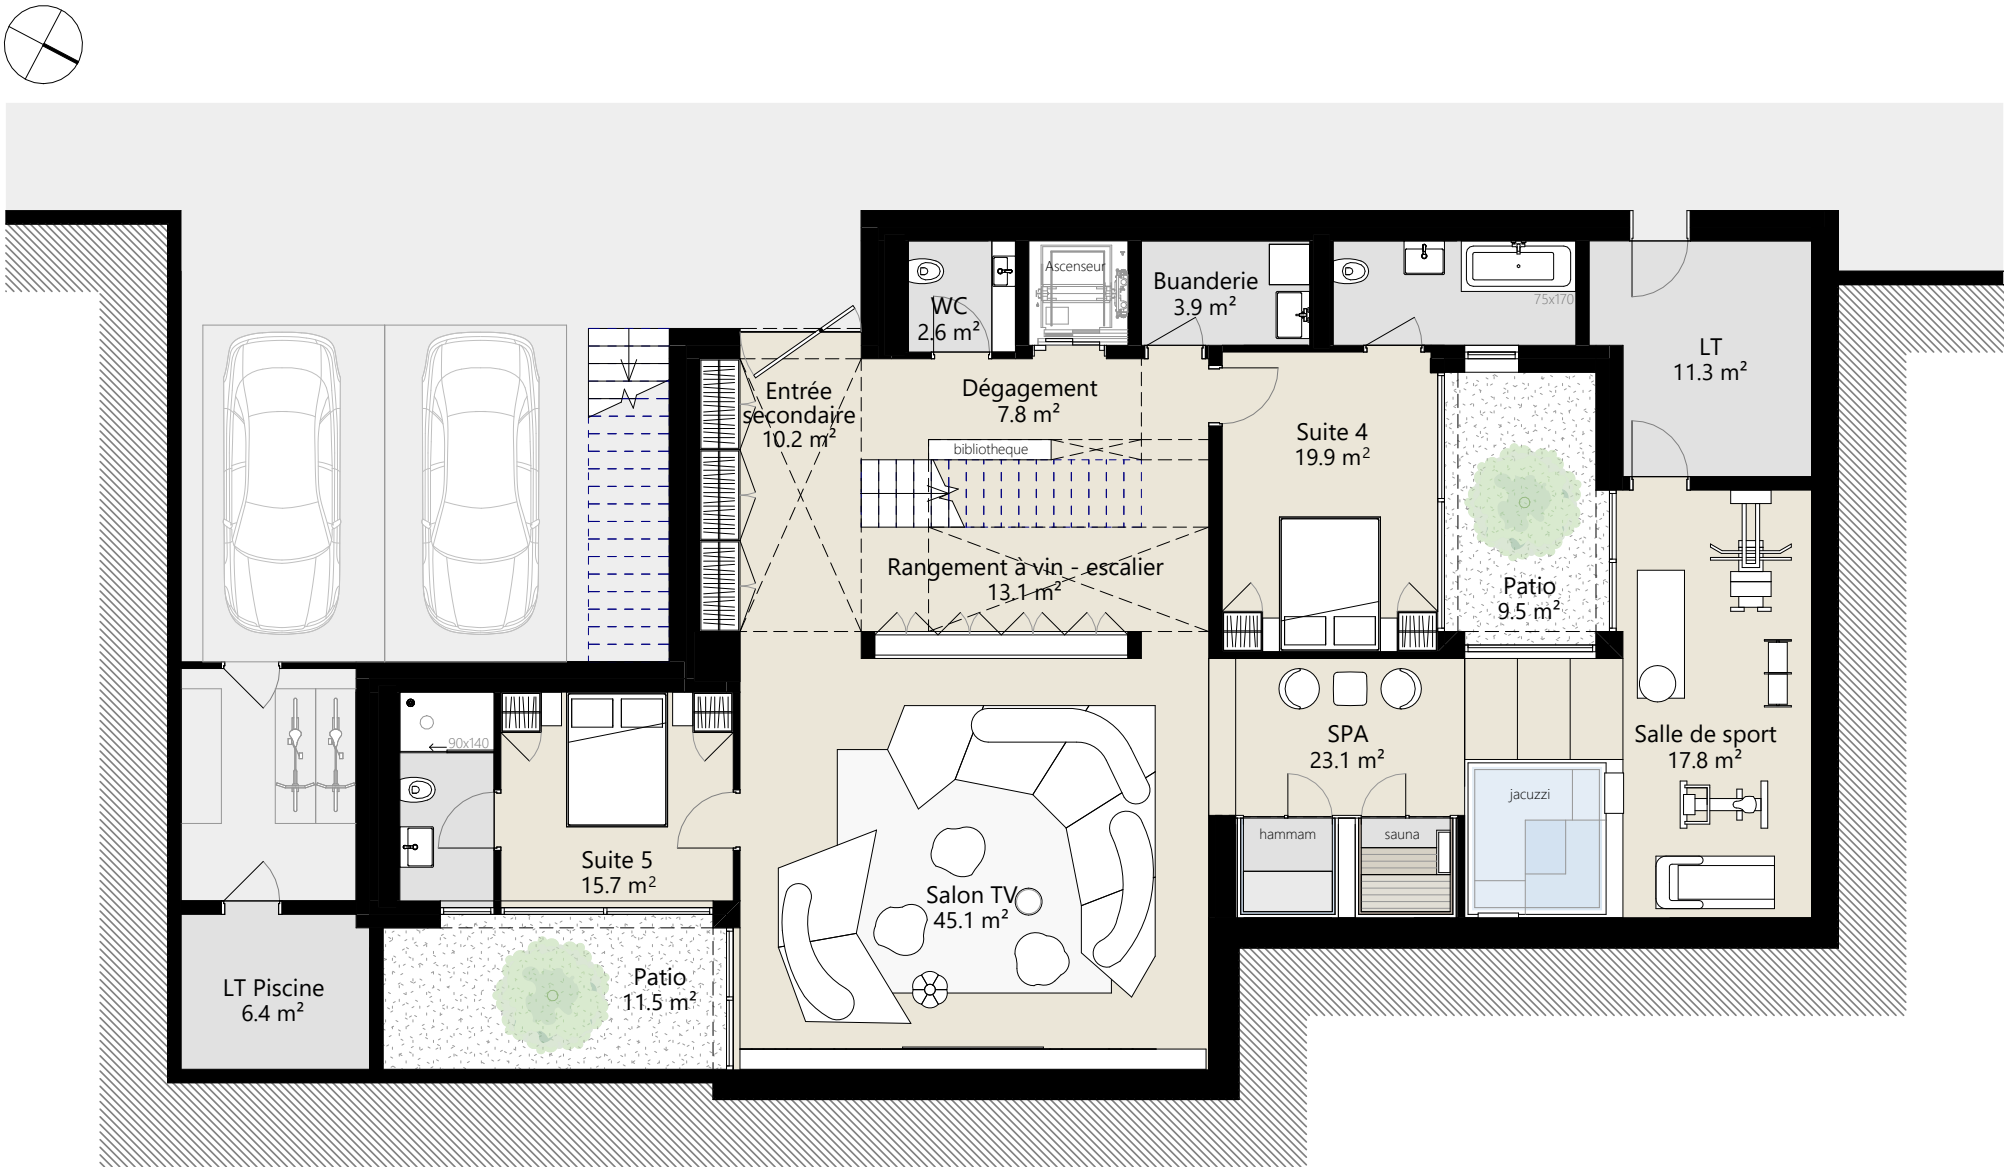 Ascenseur
WC
2.6 m²
Buanderie
3.9 m²
75x170
LT
11.3 m²
Entrée
secondaire
10.2 m²
Dégagement
7.8 m²
bibliotheque
Suite 4
19.9 m²
Rangement à vin - escalier
13.1 m²
Patio
9.5 m²
90x140
SPA
23.1 m²
Salle de sport
17.8 m²
jacuzzi
hammam
sauna
Suite 5
15.7 m²
Salon TV
45.1 m²
LT Piscine
6.4 m²
Patio
11.5 m²